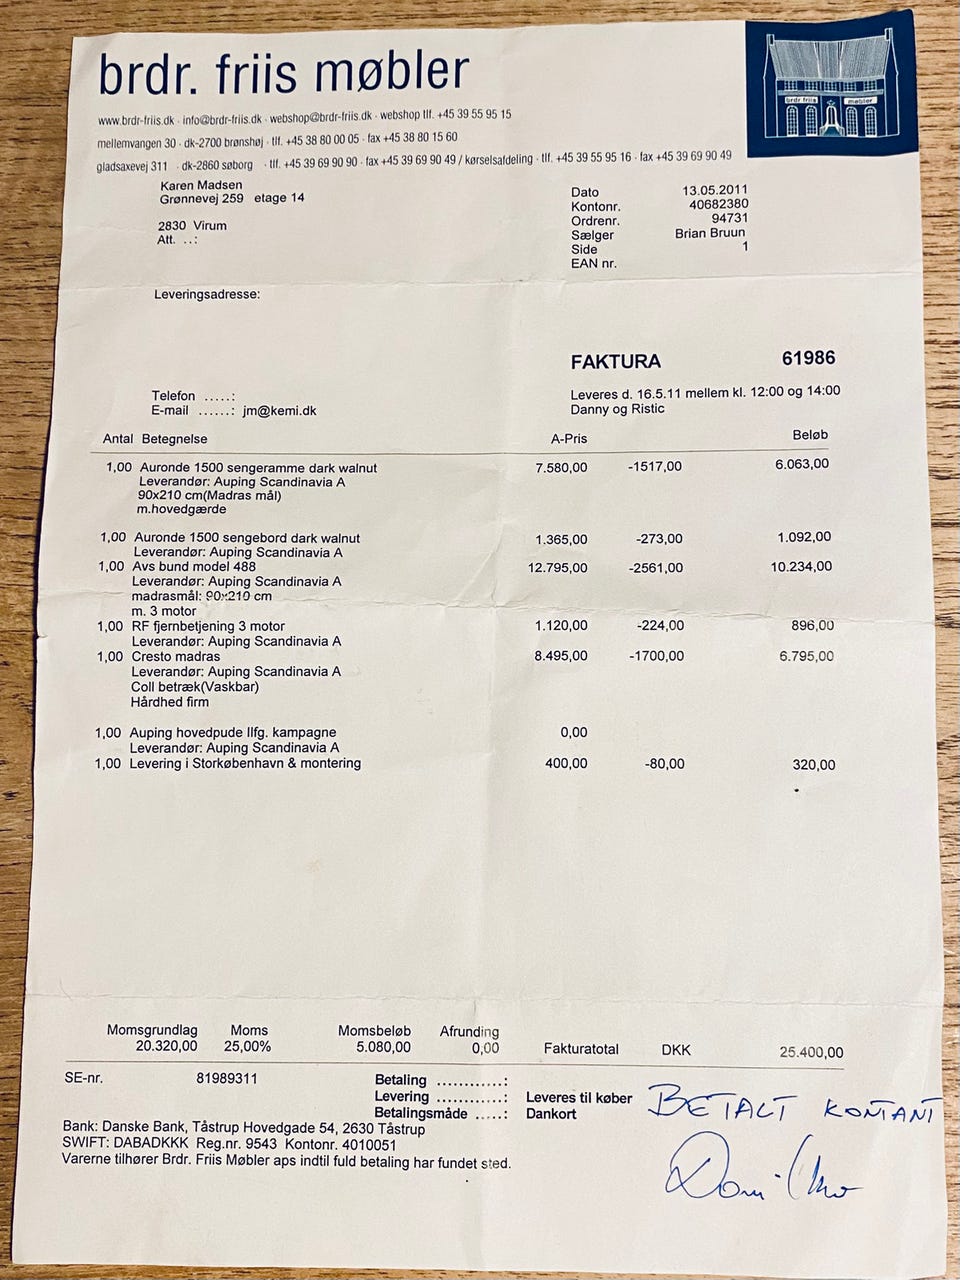 brdr. friis møbler
brdr friis møbler
www.brdr-friis.dk · info@brdr-friis.dk · webshop@brdr-friis.dk · webshop tlf. +45 39 55 95 15
mellemvangen 30 · dk-2700 brønshøj · tlf. +45 38 80 00 05 · fax +45 38 80 15 60
gladsaxevej 311 · dk-2860 søborg · tlf. +45 39 69 90 90 · fax +45 39 69 90 49 / kørselsafdeling · tlf. +45 39 55 95 16 · fax +45 39 69 90 49
Karen Madsen
Grønnevej 259 etage 14
2830 Virum
Att. ..:
Dato 13.05.2011
Kontonr. 40682380
Ordrenr. 94731
Sælger Brian Bruun
Side 1
EAN nr.
Leveringsadresse:
FAKTURA 61986
Telefon .....:
E-mail ......: jm@kemi.dk
Leveres d. 16.5.11 mellem kl. 12:00 og 14:00
Danny og Ristic
Antal Betegnelse A-Pris Beløb
1,00 Auronde 1500 sengeramme dark walnut 7.580,00 -1517,00 6.063,00
Leverandør: Auping Scandinavia A
90x210 cm(Madras mål)
m.hovedgærde
1,00 Auronde 1500 sengebord dark walnut 1.365,00 -273,00 1.092,00
Leverandør: Auping Scandinavia A
1,00 Avs bund model 488 12.795,00 -2561,00 10.234,00
Leverandør: Auping Scandinavia A
madrasmål: 90x210 cm
m. 3 motor
1,00 RF fjernbetjening 3 motor 1.120,00 -224,00 896,00
Leverandør: Auping Scandinavia A
1,00 Cresto madras 8.495,00 -1700,00 6.795,00
Leverandør: Auping Scandinavia A
Coll betræk(Vaskbar)
Hårdhed firm
1,00 Auping hovedpude Ilfg. kampagne 0,00
Leverandør: Auping Scandinavia A
1,00 Levering i Storkøbenhavn & montering 400,00 -80,00 320,00
Momsgrundlag Moms Momsbeløb Afrunding
20.320,00 25,00% 5.080,00 0,00 Fakturatotal DKK 25.400,00
SE-nr. 81989311
Betaling ............:
Levering ............: Leveres til køber
Betalingsmåde .....: Dankort
BETALT KONTANT
Bank: Danske Bank, Tåstrup Hovedgade 54, 2630 Tåstrup
SWIFT: DABADKKK Reg.nr. 9543 Kontonr. 4010051
Varerne tilhører Brdr. Friis Møbler aps indtil fuld betaling har fundet sted.